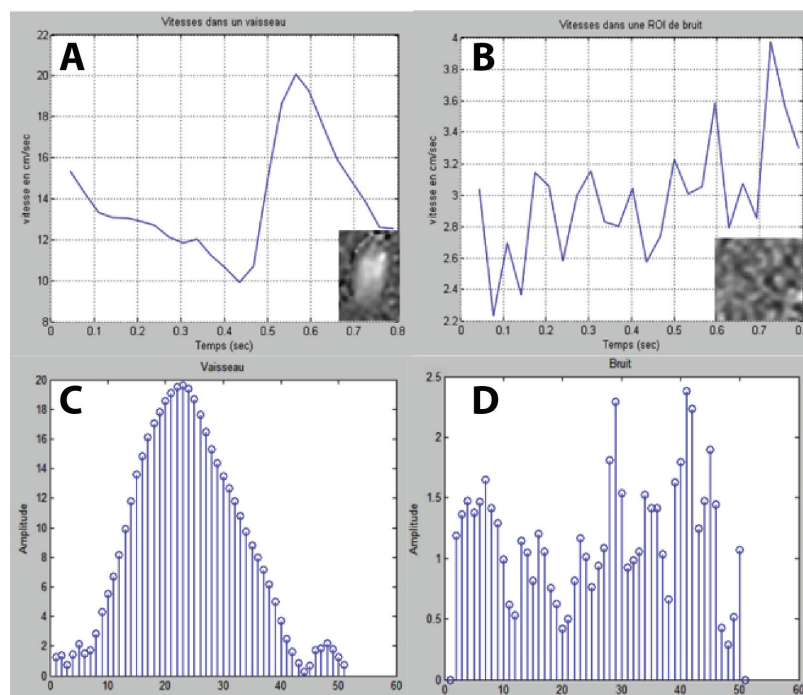 Vitesses dans un vaisseau
A
vitesse en cm/sec
22
20
18
16
14
12
10
8
0 0.1 0.2 0.3 0.4 0.5 0.6 0.7 0.8
Temps (sec)
Vitesses dans une ROI de bruit
B
vitesse en cm/sec
4
3.8
3.6
3.4
3.2
3
2.8
2.6
2.4
2.2
0 0.1 0.2 0.3 0.4 0.5 0.6 0.7 0.8
Temps (sec)
Vaisseau
C
Amplitude
20
18
16
14
12
10
8
6
4
2
0
0 10 20 30 40 50 60
Bruit
D
Amplitude
2.5
2
1.5
1
0.5
0
0 10 20 30 40 50 60